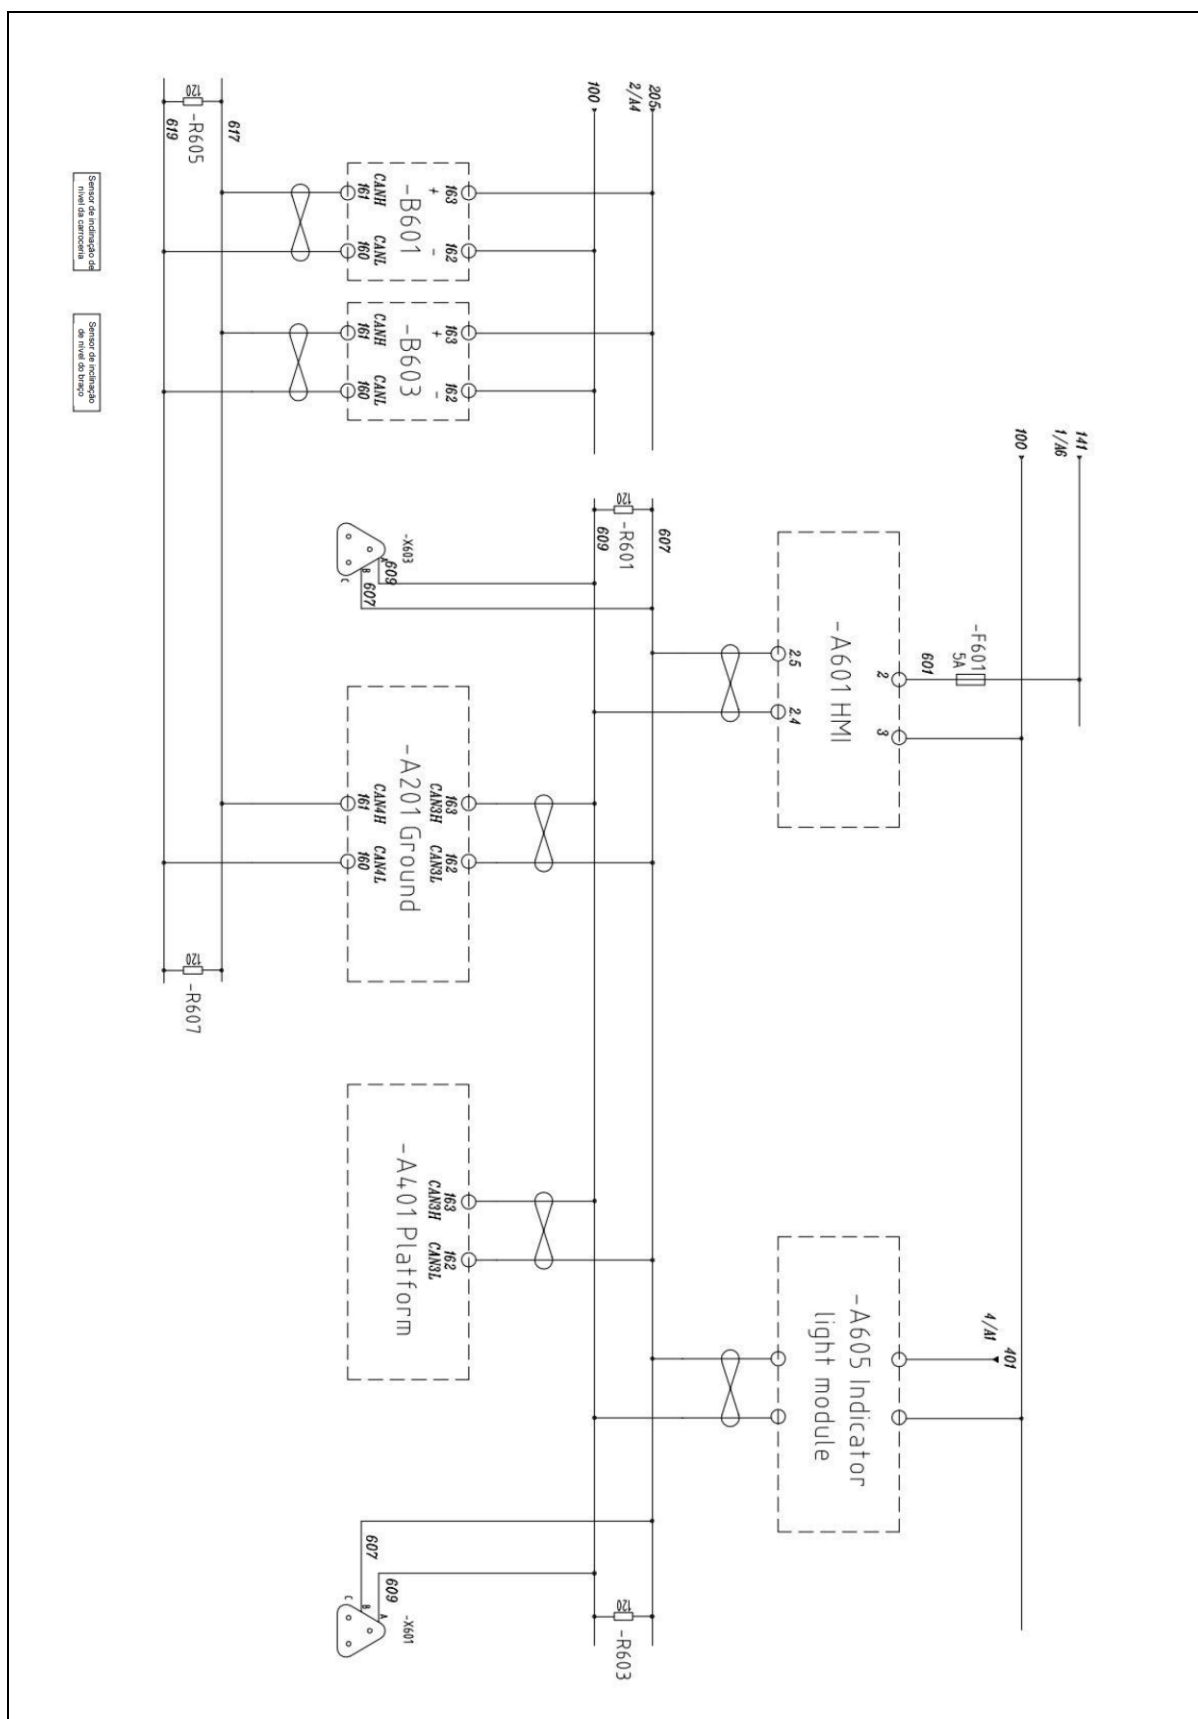 141
1/A6
100
401
4/A1
-F601
5A
601
2
3
-A601 HMI
-A605 Indicator
light module
2.5
2.4
205
2/A4
100
607
609
120
-R601
120
-R603
163
+
162
-
-B601
CANH
161
CANL
160
163
+
162
-
-B603
CANH
161
CANL
160
163
CAN3H
162
CAN3L
-A201 Ground
CAN4H
161
CAN4L
160
163
CAN3H
162
CAN3L
-A401 Platform
-X603
A
B
C
609
607
607
609
A
B
C
-X601
617
619
120
-R605
120
-R607
Sensor de inclinação de
nível da carroceria
Sensor de inclinação
de nível do braço